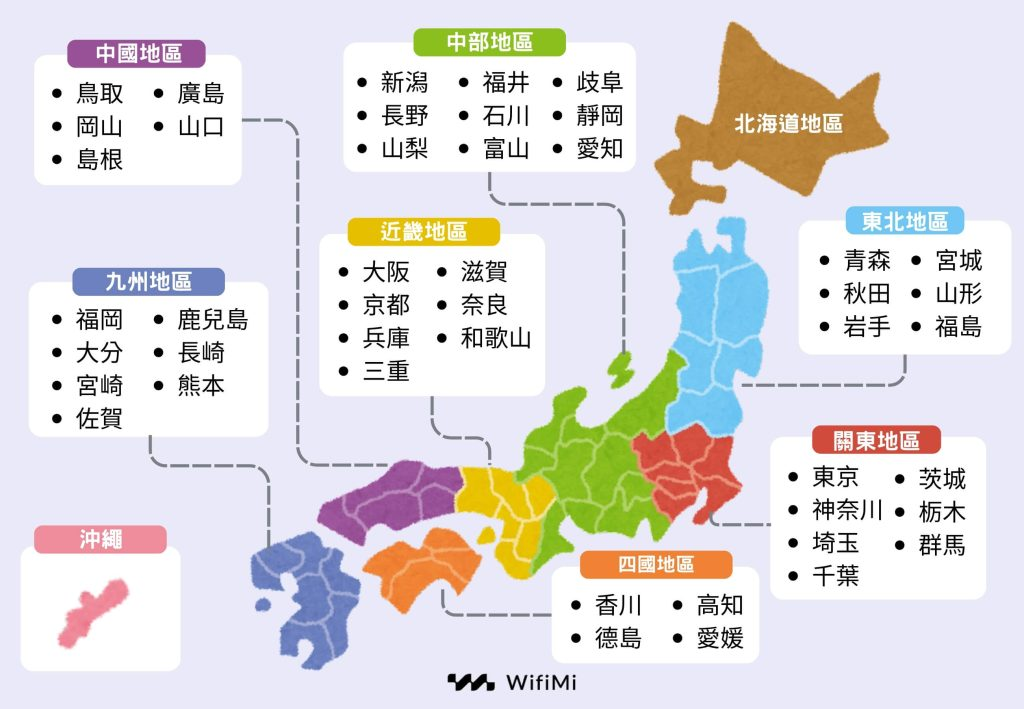 中國地區
鳥取
廣島
岡山
山口
島根
中部地區
新潟
福井
歧阜
長野
石川
靜岡
山梨
富山
愛知
北海道地區
近畿地區
大阪
滋賀
京都
奈良
兵庫
和歌山
三重
東北地區
青森
宮城
秋田
山形
岩手
福島
九州地區
福岡
鹿兒島
大分
長崎
宮崎
熊本
佐賀
關東地區
東京
茨城
神奈川
栃木
埼玉
群馬
千葉
沖繩
四國地區
香川
高知
德島
愛媛
WifiMi